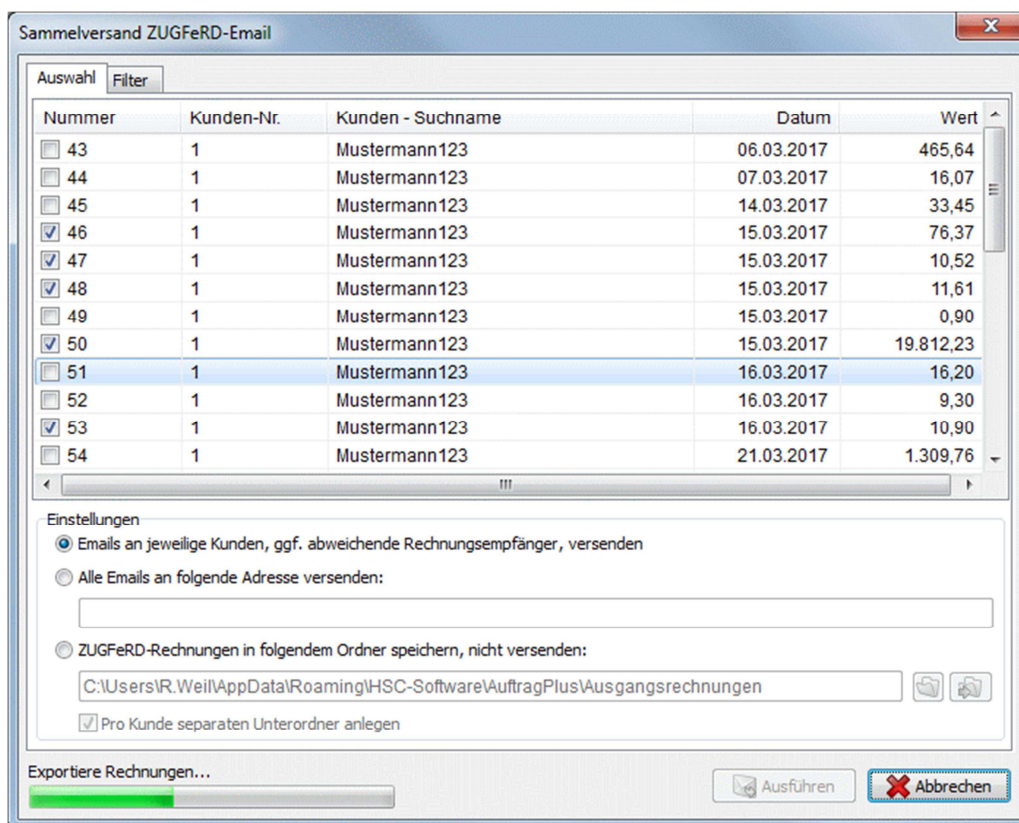 Sammelversand ZUGFeRD-Email
Auswahl Filter
Nummer Kunden-Nr. Kunden - Suchname Datum Wert
43 1 Mustermann123 06.03.2017 465,64
44 1 Mustermann123 07.03.2017 16,07
45 1 Mustermann123 14.03.2017 33,45
46 1 Mustermann123 15.03.2017 76,37
47 1 Mustermann123 15.03.2017 10,52
48 1 Mustermann123 15.03.2017 11,61
49 1 Mustermann123 15.03.2017 0,90
50 1 Mustermann123 15.03.2017 19.812,23
51 1 Mustermann123 16.03.2017 16,20
52 1 Mustermann123 16.03.2017 9,30
53 1 Mustermann123 16.03.2017 10,90
54 1 Mustermann123 21.03.2017 1.309,76
Einstellungen
Emails an jeweilige Kunden, ggf. abweichende Rechnungsempfänger, versenden
Alle Emails an folgende Adresse versenden:
ZUGFeRD-Rechnungen in folgendem Ordner speichern, nicht versenden:
C:\Users\R.Weil\AppData\Roaming\HSC-Software\AuftragPlus\Ausgangsrechnungen
Pro Kunde separaten Unterordner anlegen
Exportiere Rechnungen...
Ausführen Abbrechen